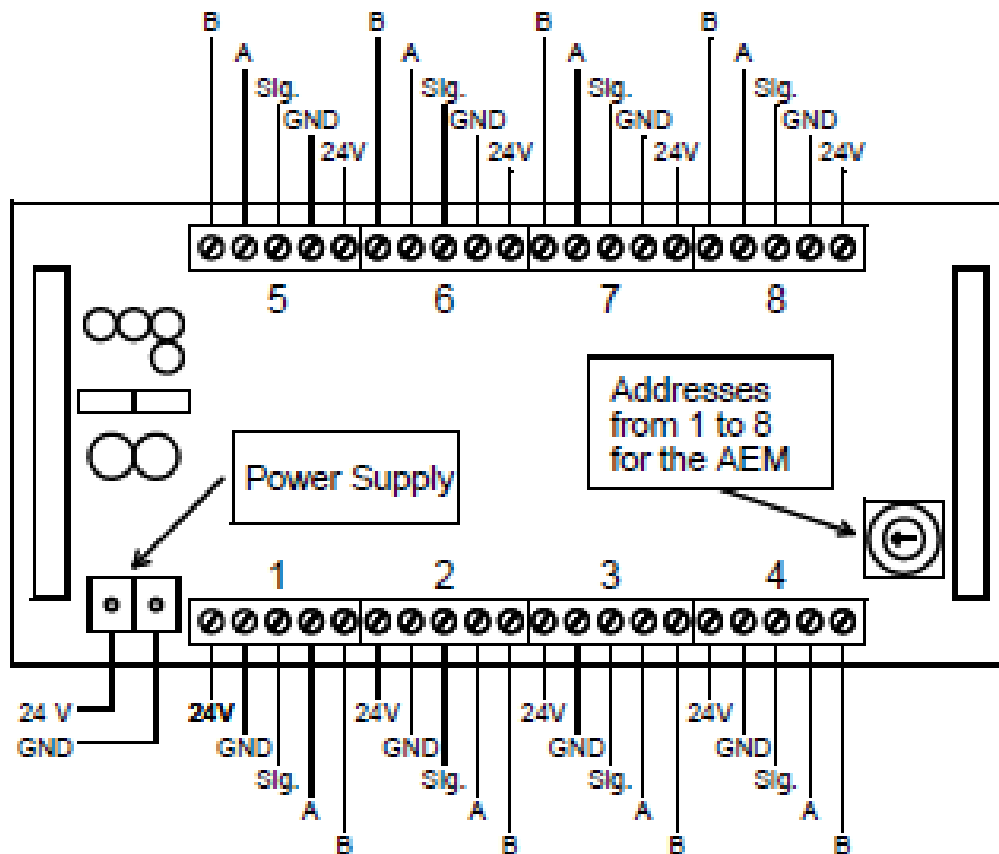 B B B B
A A A A
Sig. Sig. Sig. Sig.
GND GND GND GND
24V 24V 24V 24V
5 6 7 8
Addresses
from 1 to 8
for the AEM
Power Supply
1 2 3 4
24 V 24V 24V 24V 24V
GND GND GND GND GND
Sig. Sig. Sig. Sig.
A A A A
B B B B